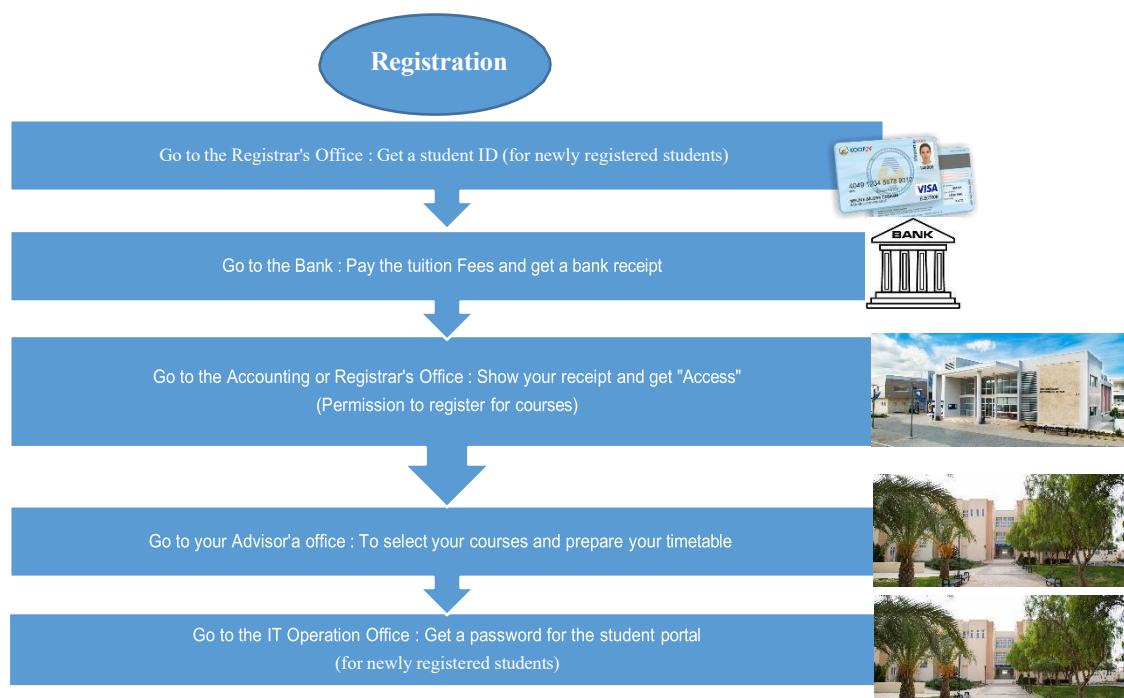 Registration
Go to the Registrar's Office : Get a student ID (for newly registered students)
KOOP
VISA
BANK
Go to the Bank : Pay the tuition Fees and get a bank receipt
Go to the Accounting or Registrar's Office : Show your receipt and get "Access"
(Permission to register for courses)
Go to your Advisor'a office : To select your courses and prepare your timetable
Go to the IT Operation Office : Get a password for the student portal
(for newly registered students)